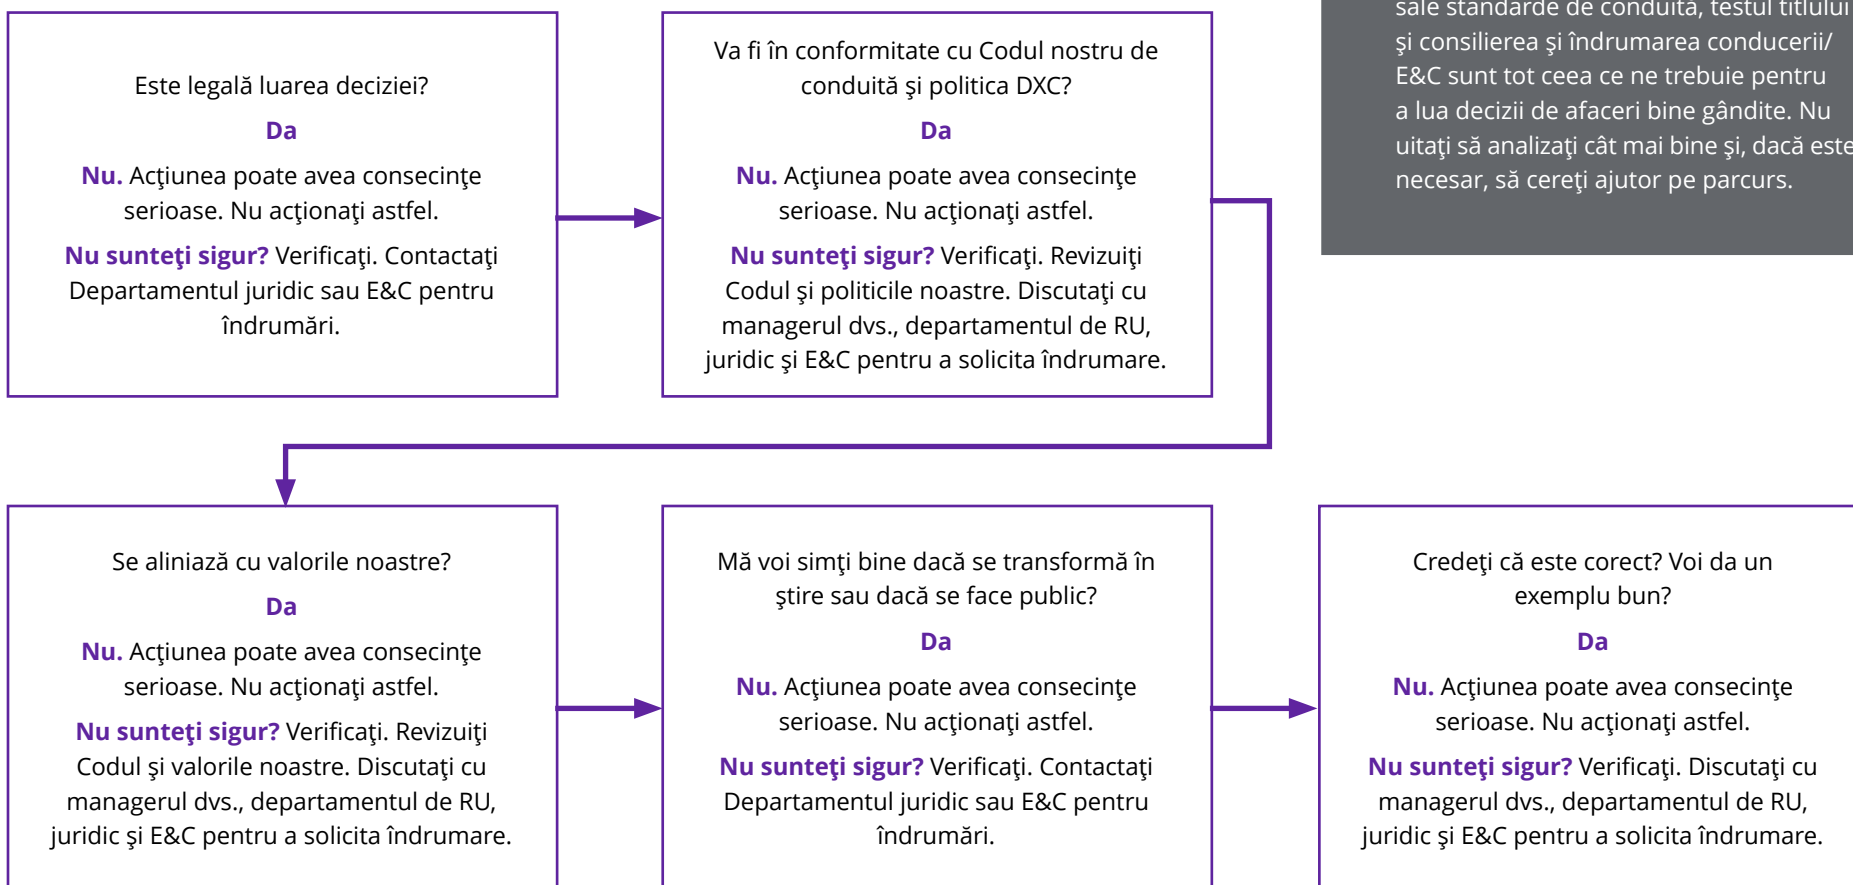 Este legală luarea deciziei?
Da
Nu. Acţiunea poate avea consecinţe
serioase. Nu acţionaţi astfel.
Nu sunteţi sigur? Verificaţi. Contactaţi
Departamentul juridic sau E&C pentru
îndrumări.
Va fi în conformitate cu Codul nostru de
conduită şi politica DXC?
Da
Nu. Acţiunea poate avea consecinţe
serioase. Nu acţionaţi astfel.
Nu sunteţi sigur? Verificaţi. Revizuiţi
Codul şi politicile noastre. Discutaţi cu
managerul dvs., departamentul de RU,
juridic şi E&C pentru a solicita îndrumare.
sale standarde de conduită, testul titlului
şi consilierea şi îndrumarea conducerii/
E&C sunt tot ceea ce ne trebuie pentru
a lua decizii de afaceri bine gândite. Nu
uitaţi să analizaţi cât mai bine şi, dacă este
necesar, să cereţi ajutor pe parcurs.
Se aliniază cu valorile noastre?
Da
Nu. Acţiunea poate avea consecinţe
serioase. Nu acţionaţi astfel.
Nu sunteţi sigur? Verificaţi. Revizuiţi
Codul şi valorile noastre. Discutaţi cu
managerul dvs., departamentul de RU,
juridic şi E&C pentru a solicita îndrumare.
Mă voi simţi bine dacă se transformă în
ştire sau dacă se face public?
Da
Nu. Acţiunea poate avea consecinţe
serioase. Nu acţionaţi astfel.
Nu sunteţi sigur? Verificaţi. Contactaţi
Departamentul juridic sau E&C pentru
îndrumări.
Credeţi că este corect? Voi da un
exemplu bun?
Da
Nu. Acţiunea poate avea consecinţe
serioase. Nu acţionaţi astfel.
Nu sunteţi sigur? Verificaţi. Discutaţi cu
managerul dvs., departamentul de RU,
juridic şi E&C pentru a solicita îndrumare.